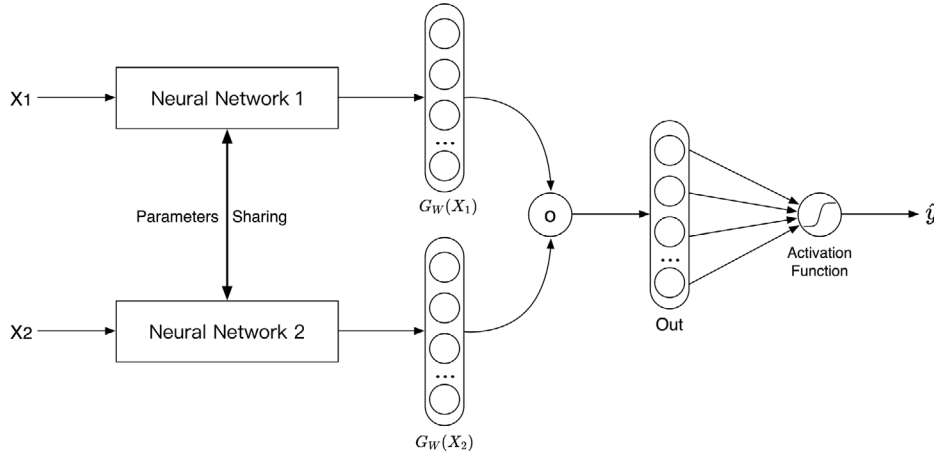 X1
Neural Network 1
...
G_W(X_1)
Parameters Sharing
o
...
Out
Activation
Function
ŷ
X2
Neural Network 2
...
G_W(X_2)